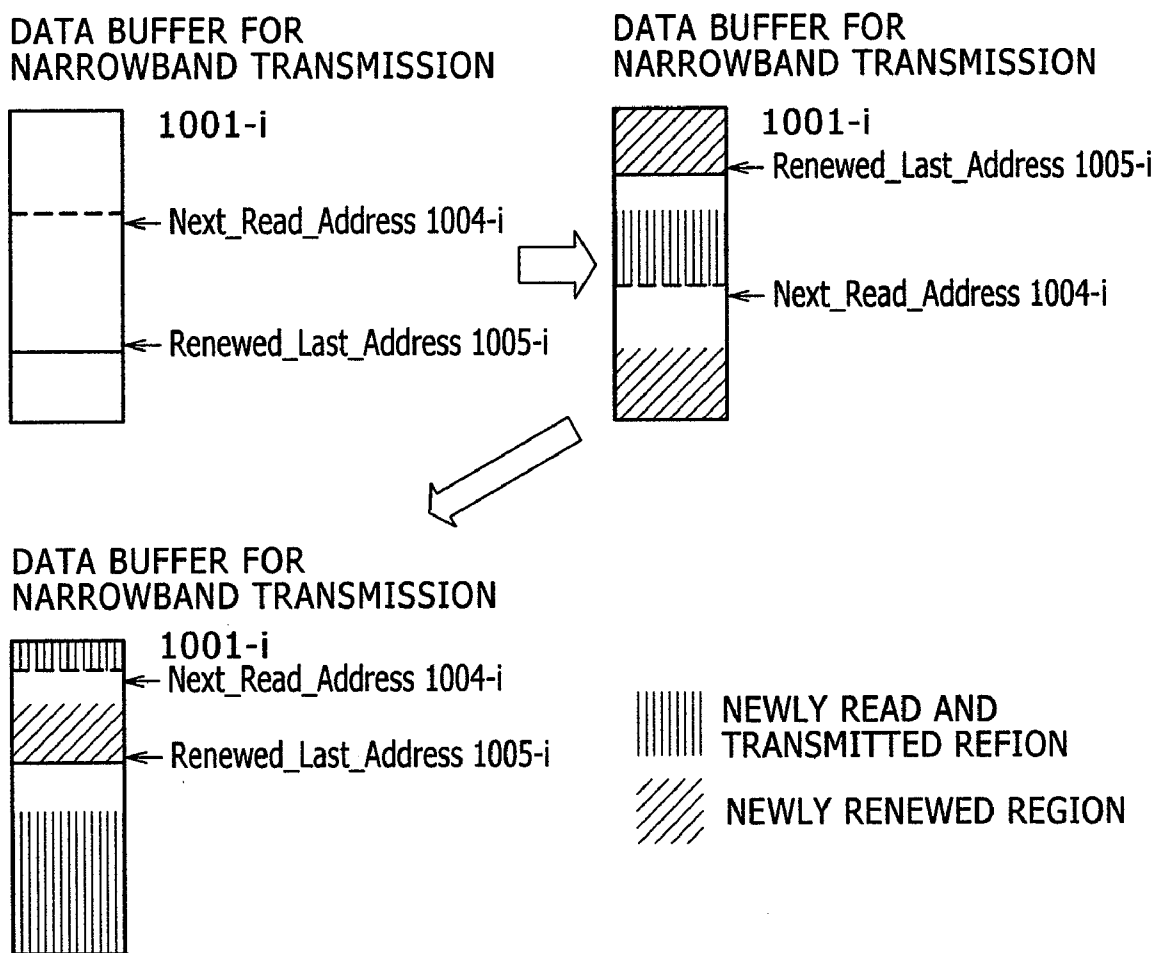 DATA BUFFER FOR
NARROWBAND TRANSMISSION
1001-i
Next_Read_Address 1004-i
Renewed_Last_Address 1005-i
DATA BUFFER FOR
NARROWBAND TRANSMISSION
1001-i
Renewed_Last_Address 1005-i
Next_Read_Address 1004-i
DATA BUFFER FOR
NARROWBAND TRANSMISSION
1001-i
Next_Read_Address 1004-i
Renewed_Last_Address 1005-i
NEWLY READ AND
TRANSMITTED REFION
NEWLY RENEWED REGION